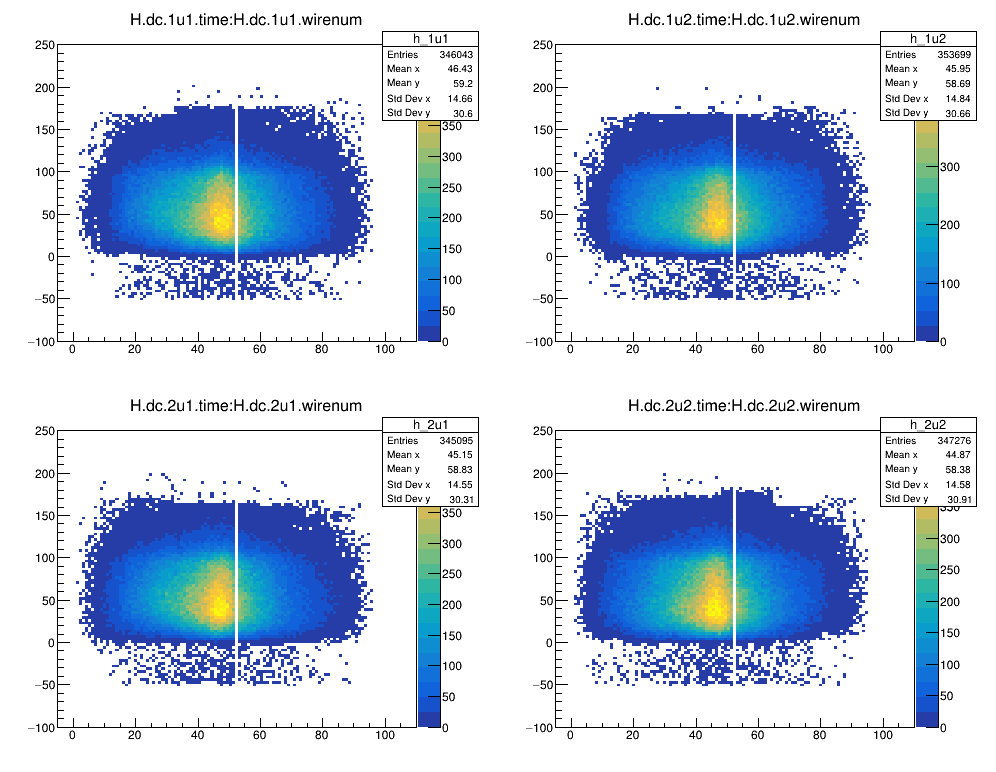 H.dc.1u1.time:H.dc.1u1.wirenum
h_1u1
Entries 346043
Mean x 46.43
Mean y 59.2
Std Dev x 14.66
Std Dev y 30.6
250
200
150
100
50
0
−50
−100
0 20 40 60 80 100
350
300
250
200
150
100
50
0
H.dc.1u2.time:H.dc.1u2.wirenum
h_1u2
Entries 353699
Mean x 45.95
Mean y 58.69
Std Dev x 14.84
Std Dev y 30.66
250
200
150
100
50
0
−50
−100
0 20 40 60 80 100
300
200
100
0
H.dc.2u1.time:H.dc.2u1.wirenum
h_2u1
Entries 345095
Mean x 45.15
Mean y 58.83
Std Dev x 14.55
Std Dev y 30.31
250
200
150
100
50
0
−50
−100
0 20 40 60 80 100
350
300
250
200
150
100
50
0
H.dc.2u2.time:H.dc.2u2.wirenum
h_2u2
Entries 347276
Mean x 44.87
Mean y 58.38
Std Dev x 14.58
Std Dev y 30.91
250
200
150
100
50
0
−50
−100
0 20 40 60 80 100
350
300
250
200
150
100
50
0